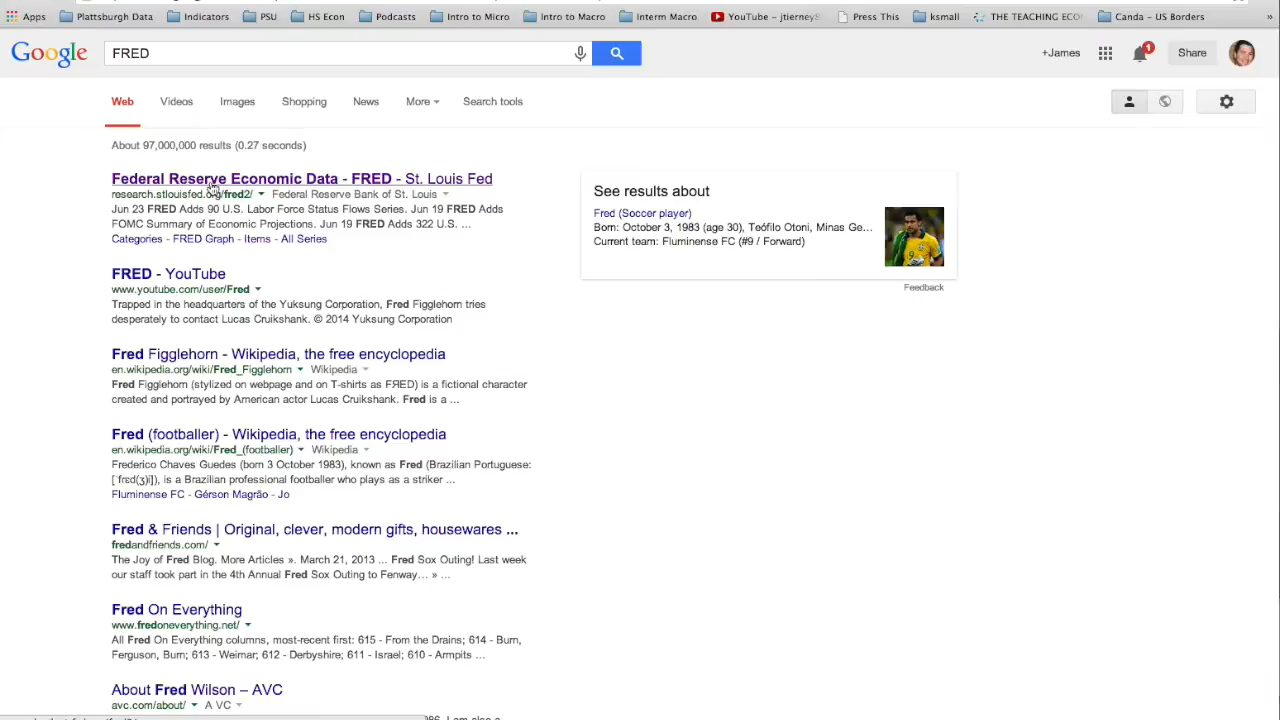 Apps Plattsburgh Data Indicators PSU HS Econ Podcasts Intro to Micro Intro to Macro Interm Macro YouTube - jtierney8 Press This ksmall THE TEACHING ECO Canda - US Borders »
Google FRED +James 1 Share
Web Videos Images Shopping News More Search tools
About 97,000,000 results (0.27 seconds)
Federal Reserve Economic Data - FRED - St. Louis Fed
research.stlouisfed.org/fred2/ Federal Reserve Bank of St. Louis
Jun 23 FRED Adds 90 U.S. Labor Force Status Flows Series. Jun 19 FRED Adds
FOMC Summary of Economic Projections. Jun 19 FRED Adds 322 U.S. ...
Categories - FRED Graph - Items - All Series
See results about
Fred (Soccer player)
Born: October 3, 1983 (age 30), Teófilo Otoni, Minas Ge...
Current team: Fluminense FC (#9 / Forward)
Feedback
FRED - YouTube
www.youtube.com/user/Fred
Trapped in the headquarters of the Yuksung Corporation, Fred Figglehorn tries
desperately to contact Lucas Cruikshank. © 2014 Yuksung Corporation
Fred Figglehorn - Wikipedia, the free encyclopedia
en.wikipedia.org/wiki/Fred_Figglehorn Wikipedia
Fred Figglehorn (stylized on webpage and on T-shirts as FЯED) is a fictional character
created and portrayed by American actor Lucas Cruikshank. Fred is a ...
Fred (footballer) - Wikipedia, the free encyclopedia
en.wikipedia.org/wiki/Fred_(footballer) Wikipedia
Frederico Chaves Guedes (born 3 October 1983), known as Fred (Brazilian Portuguese:
[ˈfɾɛd(ʒ)i]), is a Brazilian professional footballer who plays as a striker ...
Fluminense FC - Gérson Magrão - Jo
Fred & Friends | Original, clever, modern gifts, housewares ...
fredandfriends.com/
The Joy of Fred Blog. More Articles ». March 21, 2013 ... Fred Sox Outing! Last week
our staff took part in the 4th Annual Fred Sox Outing to Fenway… » ...
Fred On Everything
www.fredoneverything.net/
All Fred On Everything columns, most-recent first: 615 - From the Drains; 614 - Burn,
Ferguson, Burn; 613 - Weimar; 612 - Derbyshire; 611 - Israel; 610 - Armpits ...
About Fred Wilson – AVC
avc.com/about/ A VC